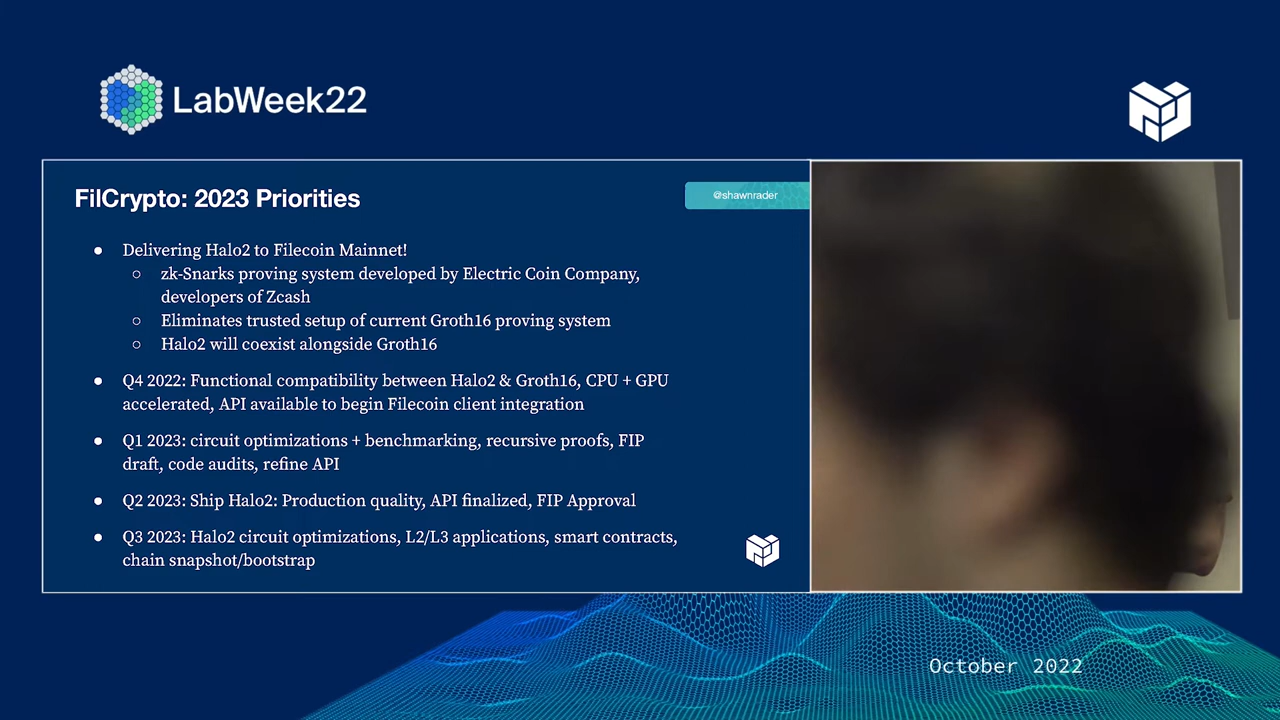 LabWeek22
FilCrypto: 2023 Priorities
@shawnrader
● Delivering Halo2 to Filecoin Mainnet!
○ zk-Snarks proving system developed by Electric Coin Company,
developers of Zcash
○ Eliminates trusted setup of current Groth16 proving system
○ Halo2 will coexist alongside Groth16
● Q4 2022: Functional compatibility between Halo2 & Groth16, CPU + GPU
accelerated, API available to begin Filecoin client integration
● Q1 2023: circuit optimizations + benchmarking, recursive proofs, FIP
draft, code audits, refine API
● Q2 2023: Ship Halo2: Production quality, API finalized, FIP Approval
● Q3 2023: Halo2 circuit optimizations, L2/L3 applications, smart contracts,
chain snapshot/bootstrap
October 2022